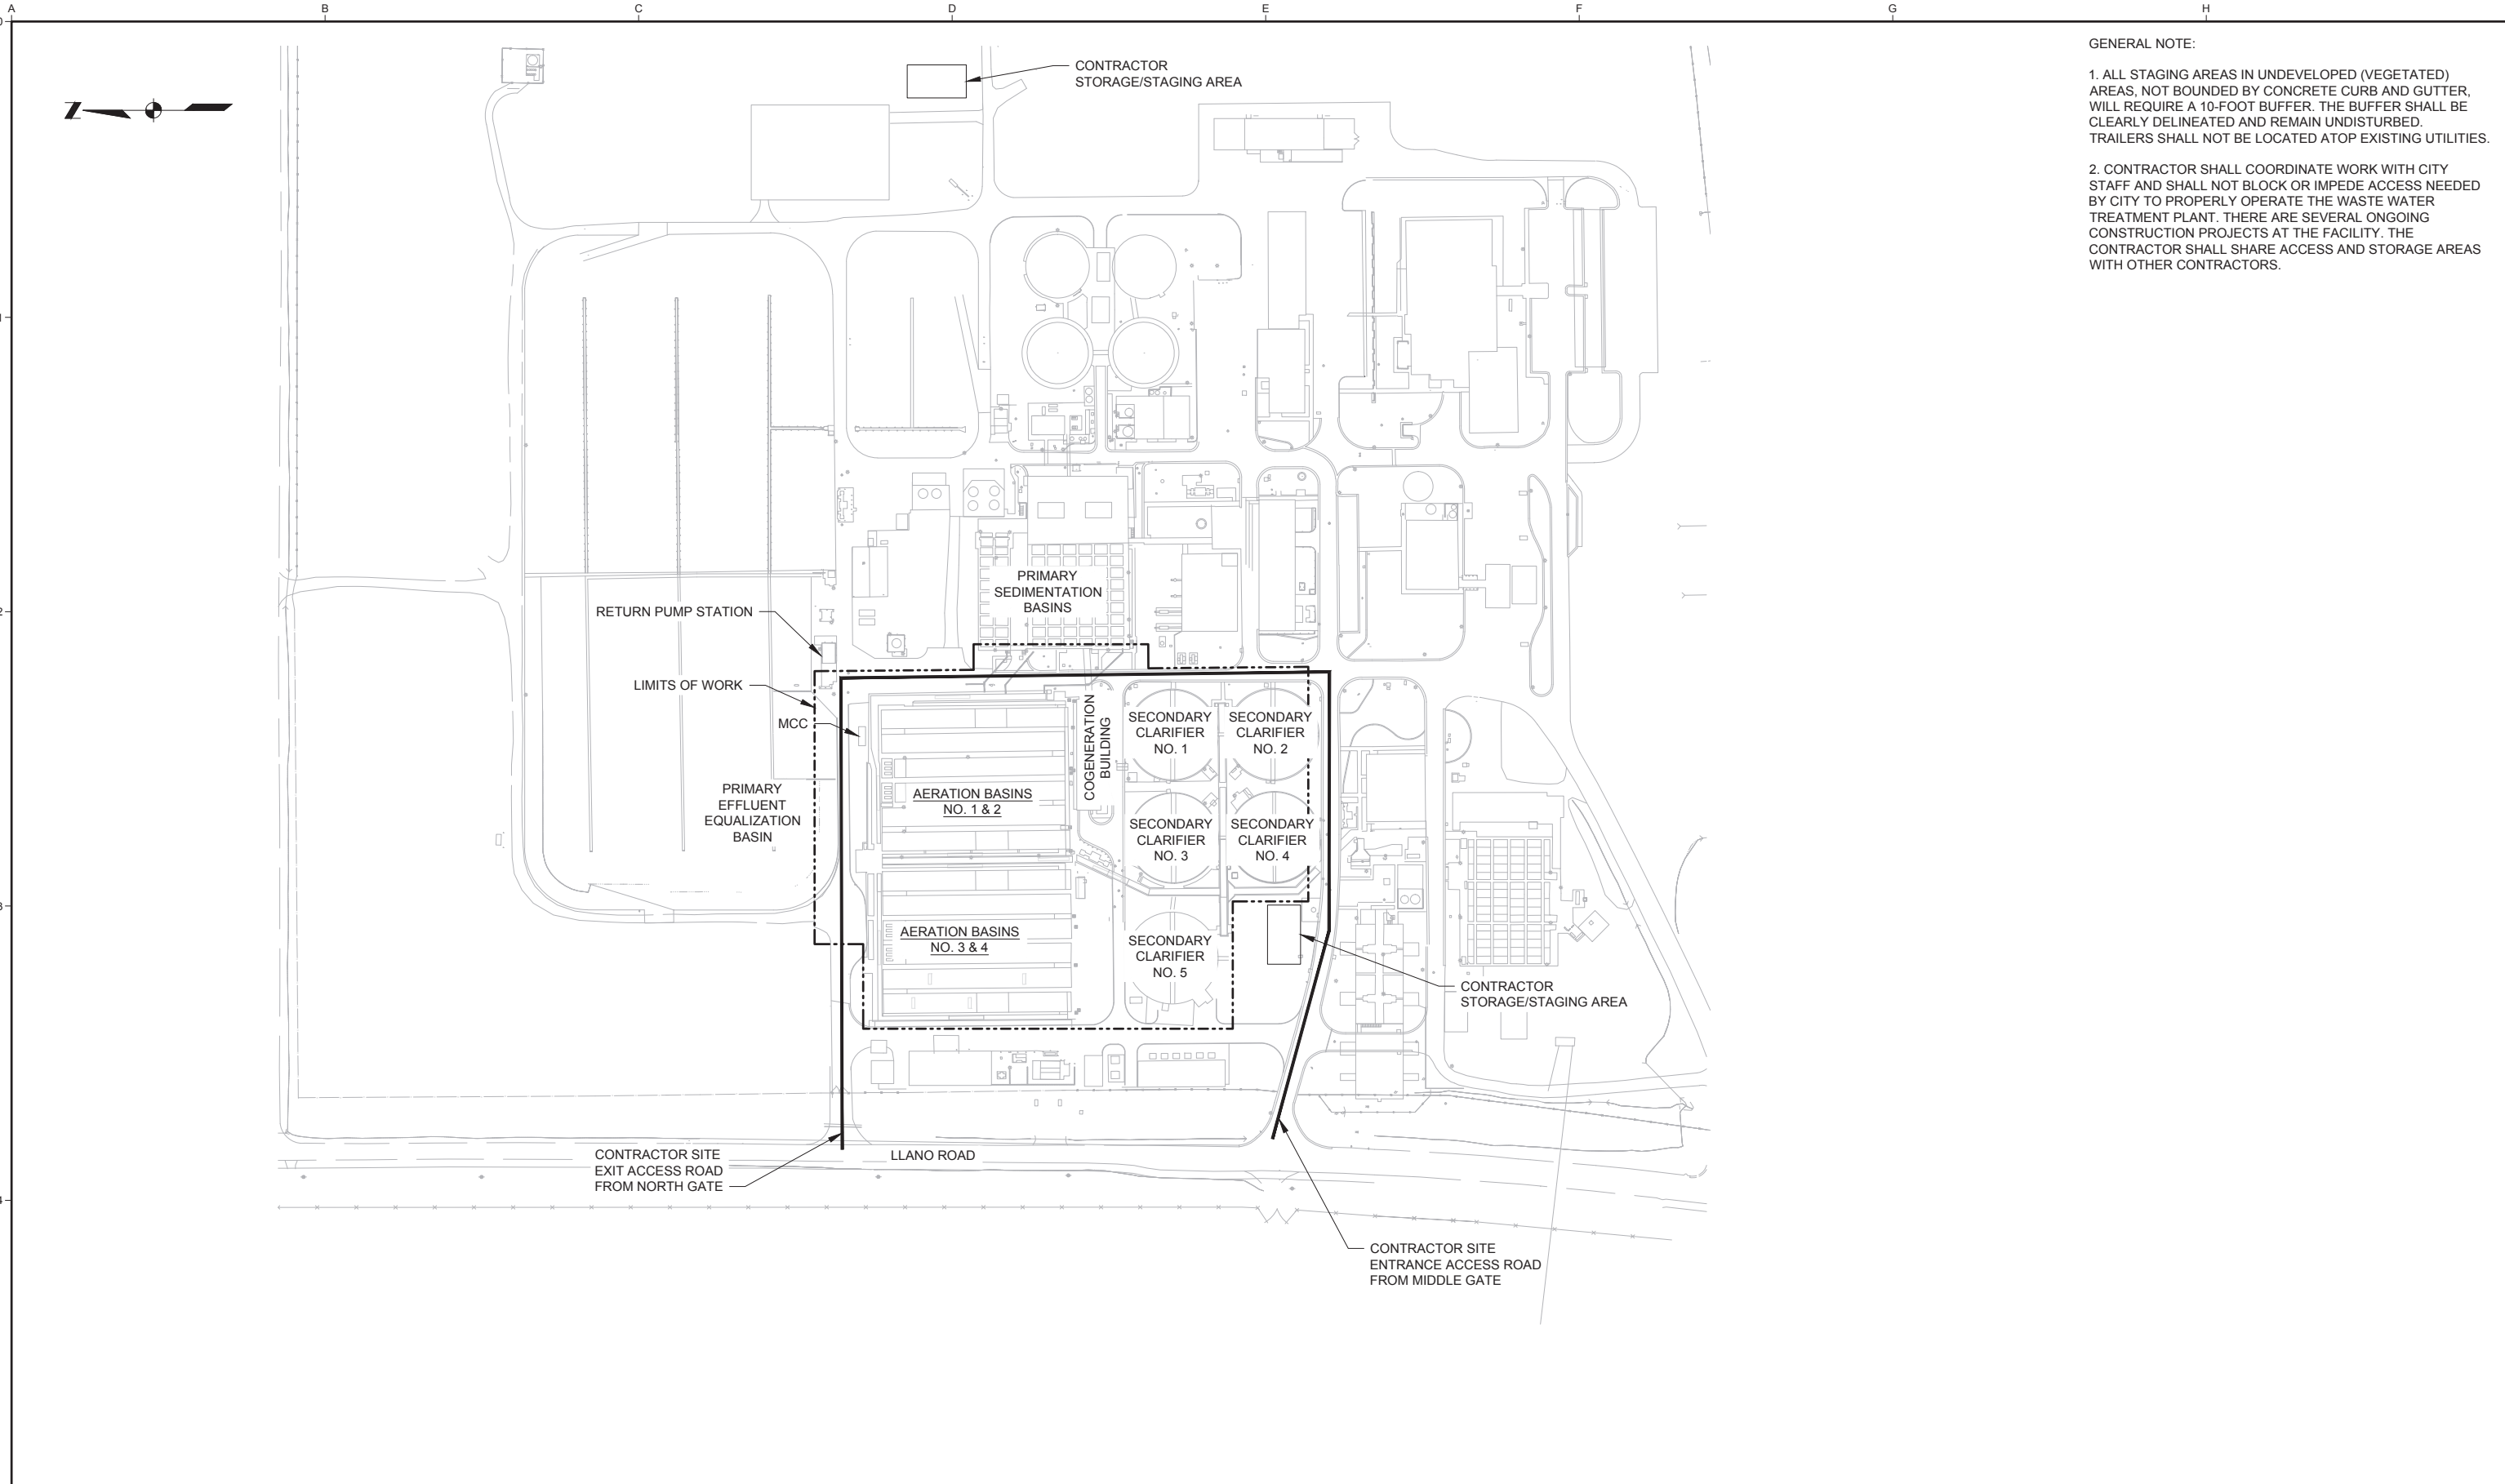 A
B
C
D
E
F
G
H
GENERAL NOTE:
1. ALL STAGING AREAS IN UNDEVELOPED (VEGETATED)
AREAS, NOT BOUNDED BY CONCRETE CURB AND GUTTER,
WILL REQUIRE A 10-FOOT BUFFER. THE BUFFER SHALL BE
CLEARLY DELINEATED AND REMAIN UNDISTURBED.
TRAILERS SHALL NOT BE LOCATED ATOP EXISTING UTILITIES.
2. CONTRACTOR SHALL COORDINATE WORK WITH CITY
STAFF AND SHALL NOT BLOCK OR IMPEDE ACCESS NEEDED
BY CITY TO PROPERLY OPERATE THE WASTE WATER
TREATMENT PLANT. THERE ARE SEVERAL ONGOING
CONSTRUCTION PROJECTS AT THE FACILITY. THE
CONTRACTOR SHALL SHARE ACCESS AND STORAGE AREAS
WITH OTHER CONTRACTORS.
CONTRACTOR
STORAGE/STAGING AREA
Z
PRIMARY
SEDIMENTATION
BASINS
RETURN PUMP STATION
LIMITS OF WORK
MCC
COGENERATION
BUILDING
SECONDARY
CLARIFIER
NO. 1
SECONDARY
CLARIFIER
NO. 2
PRIMARY
EFFLUENT
EQUALIZATION
BASIN
AERATION BASINS
NO. 1 & 2
SECONDARY
CLARIFIER
NO. 3
SECONDARY
CLARIFIER
NO. 4
AERATION BASINS
NO. 3 & 4
SECONDARY
CLARIFIER
NO. 5
CONTRACTOR
STORAGE/STAGING AREA
CONTRACTOR SITE
EXIT ACCESS ROAD
FROM NORTH GATE
LLANO ROAD
CONTRACTOR SITE
ENTRANCE ACCESS ROAD
FROM MIDDLE GATE